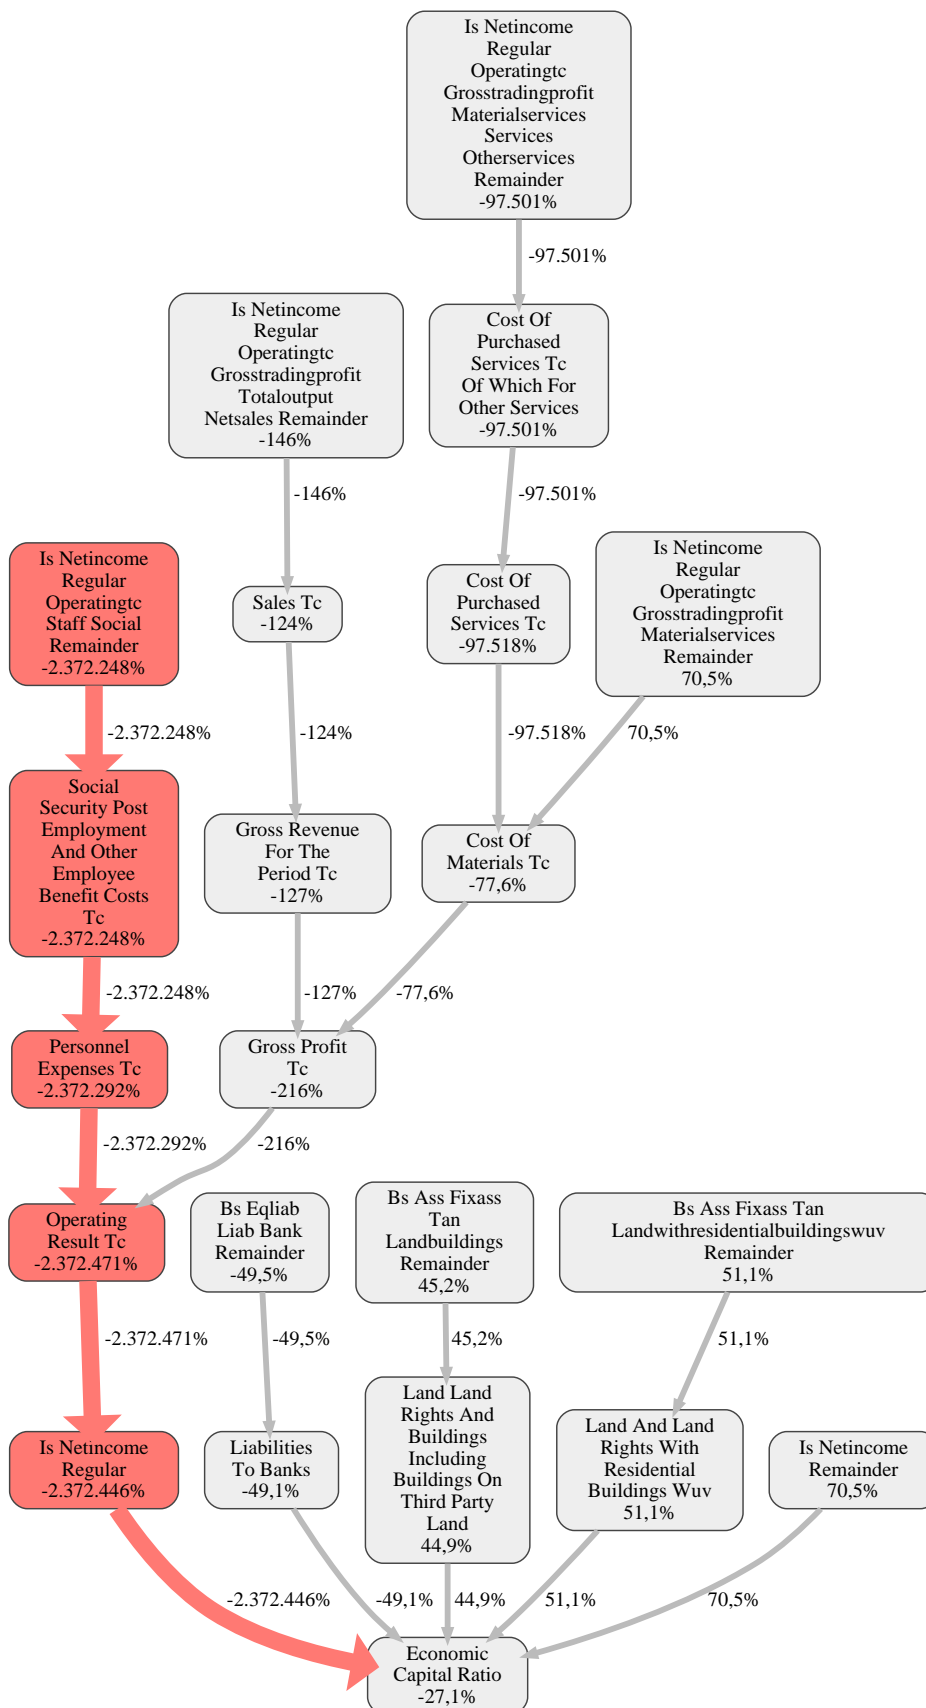 Is Netincome
Regular
Operatingtc
Grosstradingprofit
Materialservices
Services
Otherservices
Remainder
-97.501%
-97.501%
Is Netincome
Regular
Operatingtc
Grosstradingprofit
Totaloutput
Netsales Remainder
-146%
Cost Of
Purchased
Services Tc
Of Which For
Other Services
-97.501%
-146%
-97.501%
Is Netincome
Regular
Operatingtc
Staff Social
Remainder
-2.372.248%
Sales Tc
-124%
Cost Of
Purchased
Services Tc
-97.518%
Is Netincome
Regular
Operatingtc
Grosstradingprofit
Materialservices
Remainder
70,5%
-2.372.248%
-124%
-97.518%
70,5%
Social
Security Post
Employment
And Other
Employee
Benefit Costs
Tc
-2.372.248%
Gross Revenue
For The
Period Tc
-127%
Cost Of
Materials Tc
-77,6%
-2.372.248%
-127%
-77,6%
Personnel
Expenses Tc
-2.372.292%
Gross Profit
Tc
-216%
-2.372.292%
-216%
Operating
Result Tc
-2.372.471%
Bs Eqliab
Liab Bank
Remainder
-49,5%
Bs Ass Fixass
Tan
Landbuildings
Remainder
45,2%
Bs Ass Fixass Tan
Landwithresidentialbuildingswuv
Remainder
51,1%
-2.372.471%
-49,5%
45,2%
51,1%
Is Netincome
Regular
-2.372.446%
Liabilities
To Banks
-49,1%
Land Land
Rights And
Buildings
Including
Buildings On
Third Party
Land
44,9%
Land And Land
Rights With
Residential
Buildings Wuv
51,1%
Is Netincome
Remainder
70,5%
-2.372.446%
-49,1%
44,9%
51,1%
70,5%
Economic
Capital Ratio
-27,1%